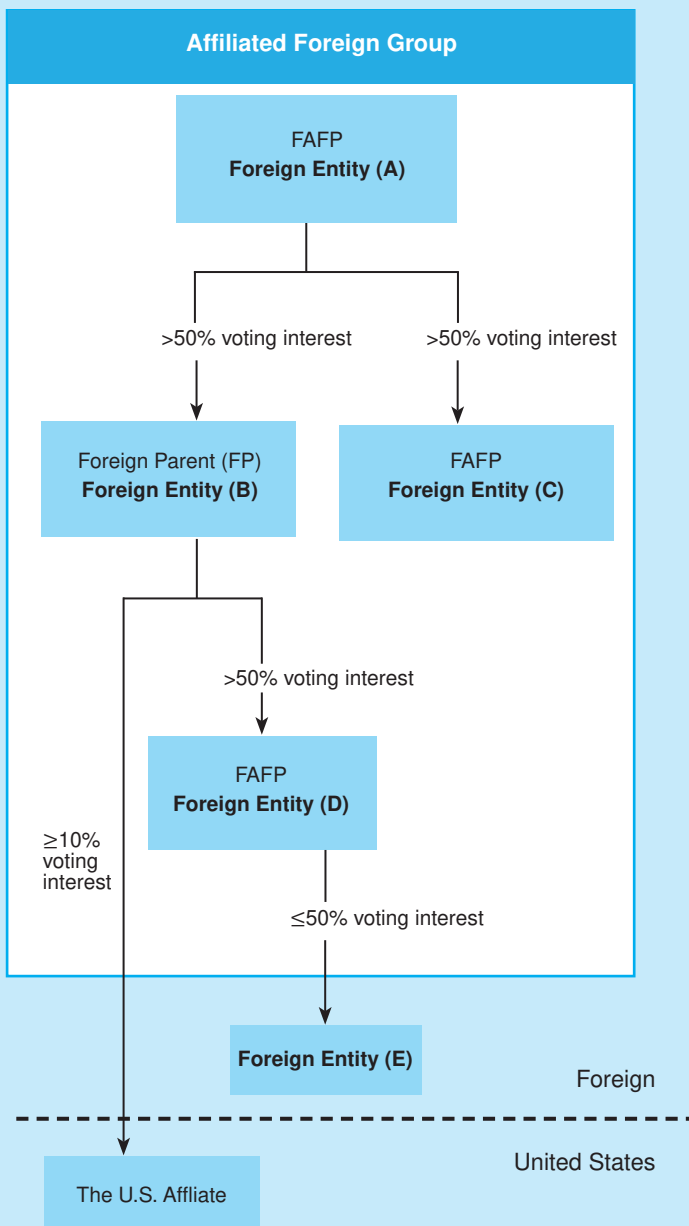 Affiliated Foreign Group
FAFP
Foreign Entity (A)
>50% voting interest
>50% voting interest
Foreign Parent (FP)
Foreign Entity (B)
FAFP
Foreign Entity (C)
>50% voting interest
FAFP
Foreign Entity (D)
≥10%
voting
interest
≤50% voting interest
Foreign Entity (E)
Foreign
United States
The U.S. Affliate